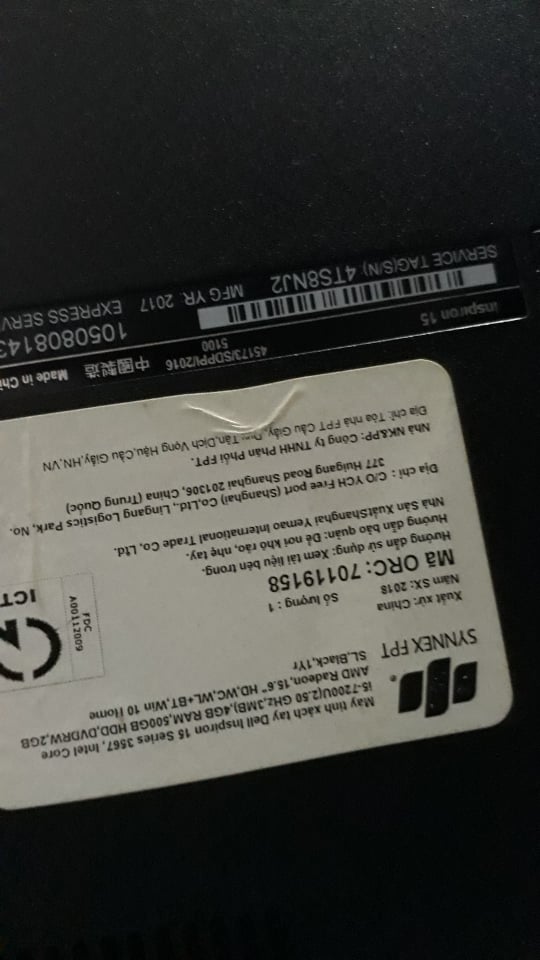 SYNNEX FPT
Máy tính xách tay Dell Inspiron 15 Series 3567, Intel Core
i5-7200U(2.50 GHz,3MB),4GB RAM,500GB HDD,DVDRW,2GB
AMD Radeon,15.6" HD,WC,WL+BT,Win 10 Home
SL,Black,1Yr
Xuất xứ: China
Năm SX: 2018 Số lượng : 1
Mã ORC: 70119158
Hướng dẫn sử dụng: Xem tài liệu bên trong.
Hướng dẫn bảo quản: Để nơi khô ráo, nhẹ tay.
Nhà Sản XuấtShanghai Yemao International Trade Co, Ltd.
Địa chỉ : C/O YCH Free port (Shanghai) Co,Ltd., Lingang Logistics Park, No.
377 Huigang Road Shanghai 201306, China (Trung Quốc)
Nhà NK&PP: Công ty TNHH Phân Phối FPT.
Địa chỉ: Tòa nhà FPT Cầu Giấy, Duy Tân,Dịch Vọng Hậu,Cầu Giấy,HN,VN
FDC
A00112009
ICT
45173/SDPPI/2016
5100
中國製造 Made in Chi
inspiron 15
105080814
SERVICE TAG(S/N): 4TS8NJ2 MFG YR. 2017 EXPRESS SERV